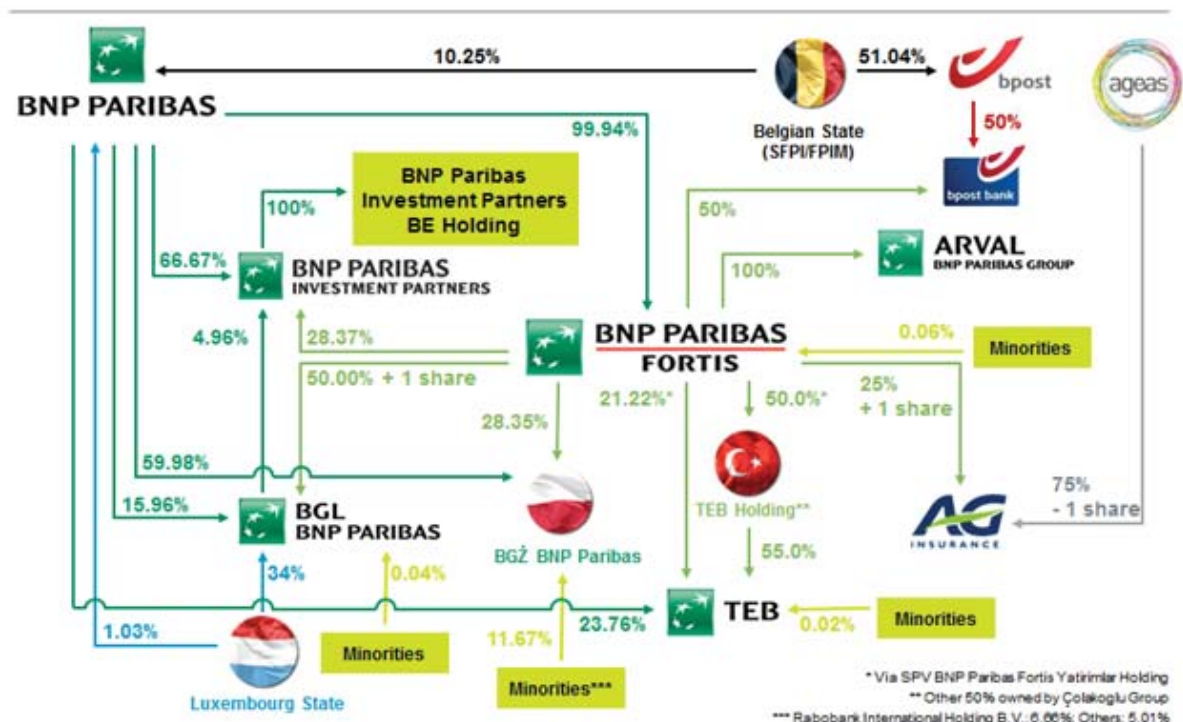 10.25%
51.04%
bpost
ageas
BNP PARIBAS
99.94%
Belgian State
(SFPI/FPIM)
50%
BNP Paribas
Investment Partners
BE Holding
100%
50%
bpost bank
ARVAL
BNP PARIBAS GROUP
66.67%
BNP PARIBAS
INVESTMENT PARTNERS
100%
4.96%
28.37%
BNP PARIBAS
FORTIS
0.06%
Minorities
50.00% + 1 share
21.22%*
50.0%*
25%
+ 1 share
28.35%
59.98%
15.96%
BGL
BNP PARIBAS
TEB Holding**
AG
INSURANCE
75%
- 1 share
BGŻ BNP Paribas
55.0%
34%
0.04%
TEB
Minorities
1.03%
11.67%
23.76%
0.02%
Minorities
Minorities***
Luxembourg State
* Via SPV BNP Paribas Fortis Yatirimlar Holding
** Other 50% owned by Çolakoglu Group
*** Rabobank International Holding B.V.: 6.66%; Others: 5.01%